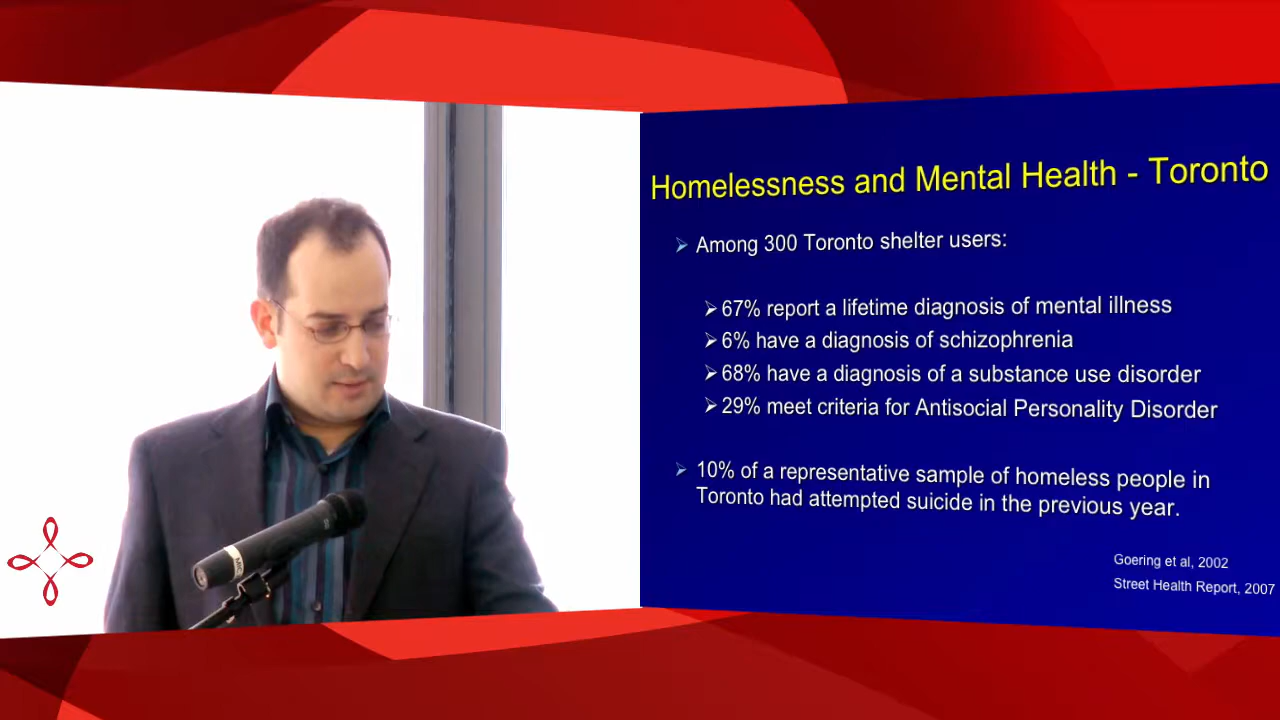 Homelessness and Mental Health - Toronto
Among 300 Toronto shelter users:
67% report a lifetime diagnosis of mental illness
6% have a diagnosis of schizophrenia
68% have a diagnosis of a substance use disorder
29% meet criteria for Antisocial Personality Disorder
10% of a representative sample of homeless people in
Toronto had attempted suicide in the previous year.
Goering et al, 2002
Street Health Report, 2007